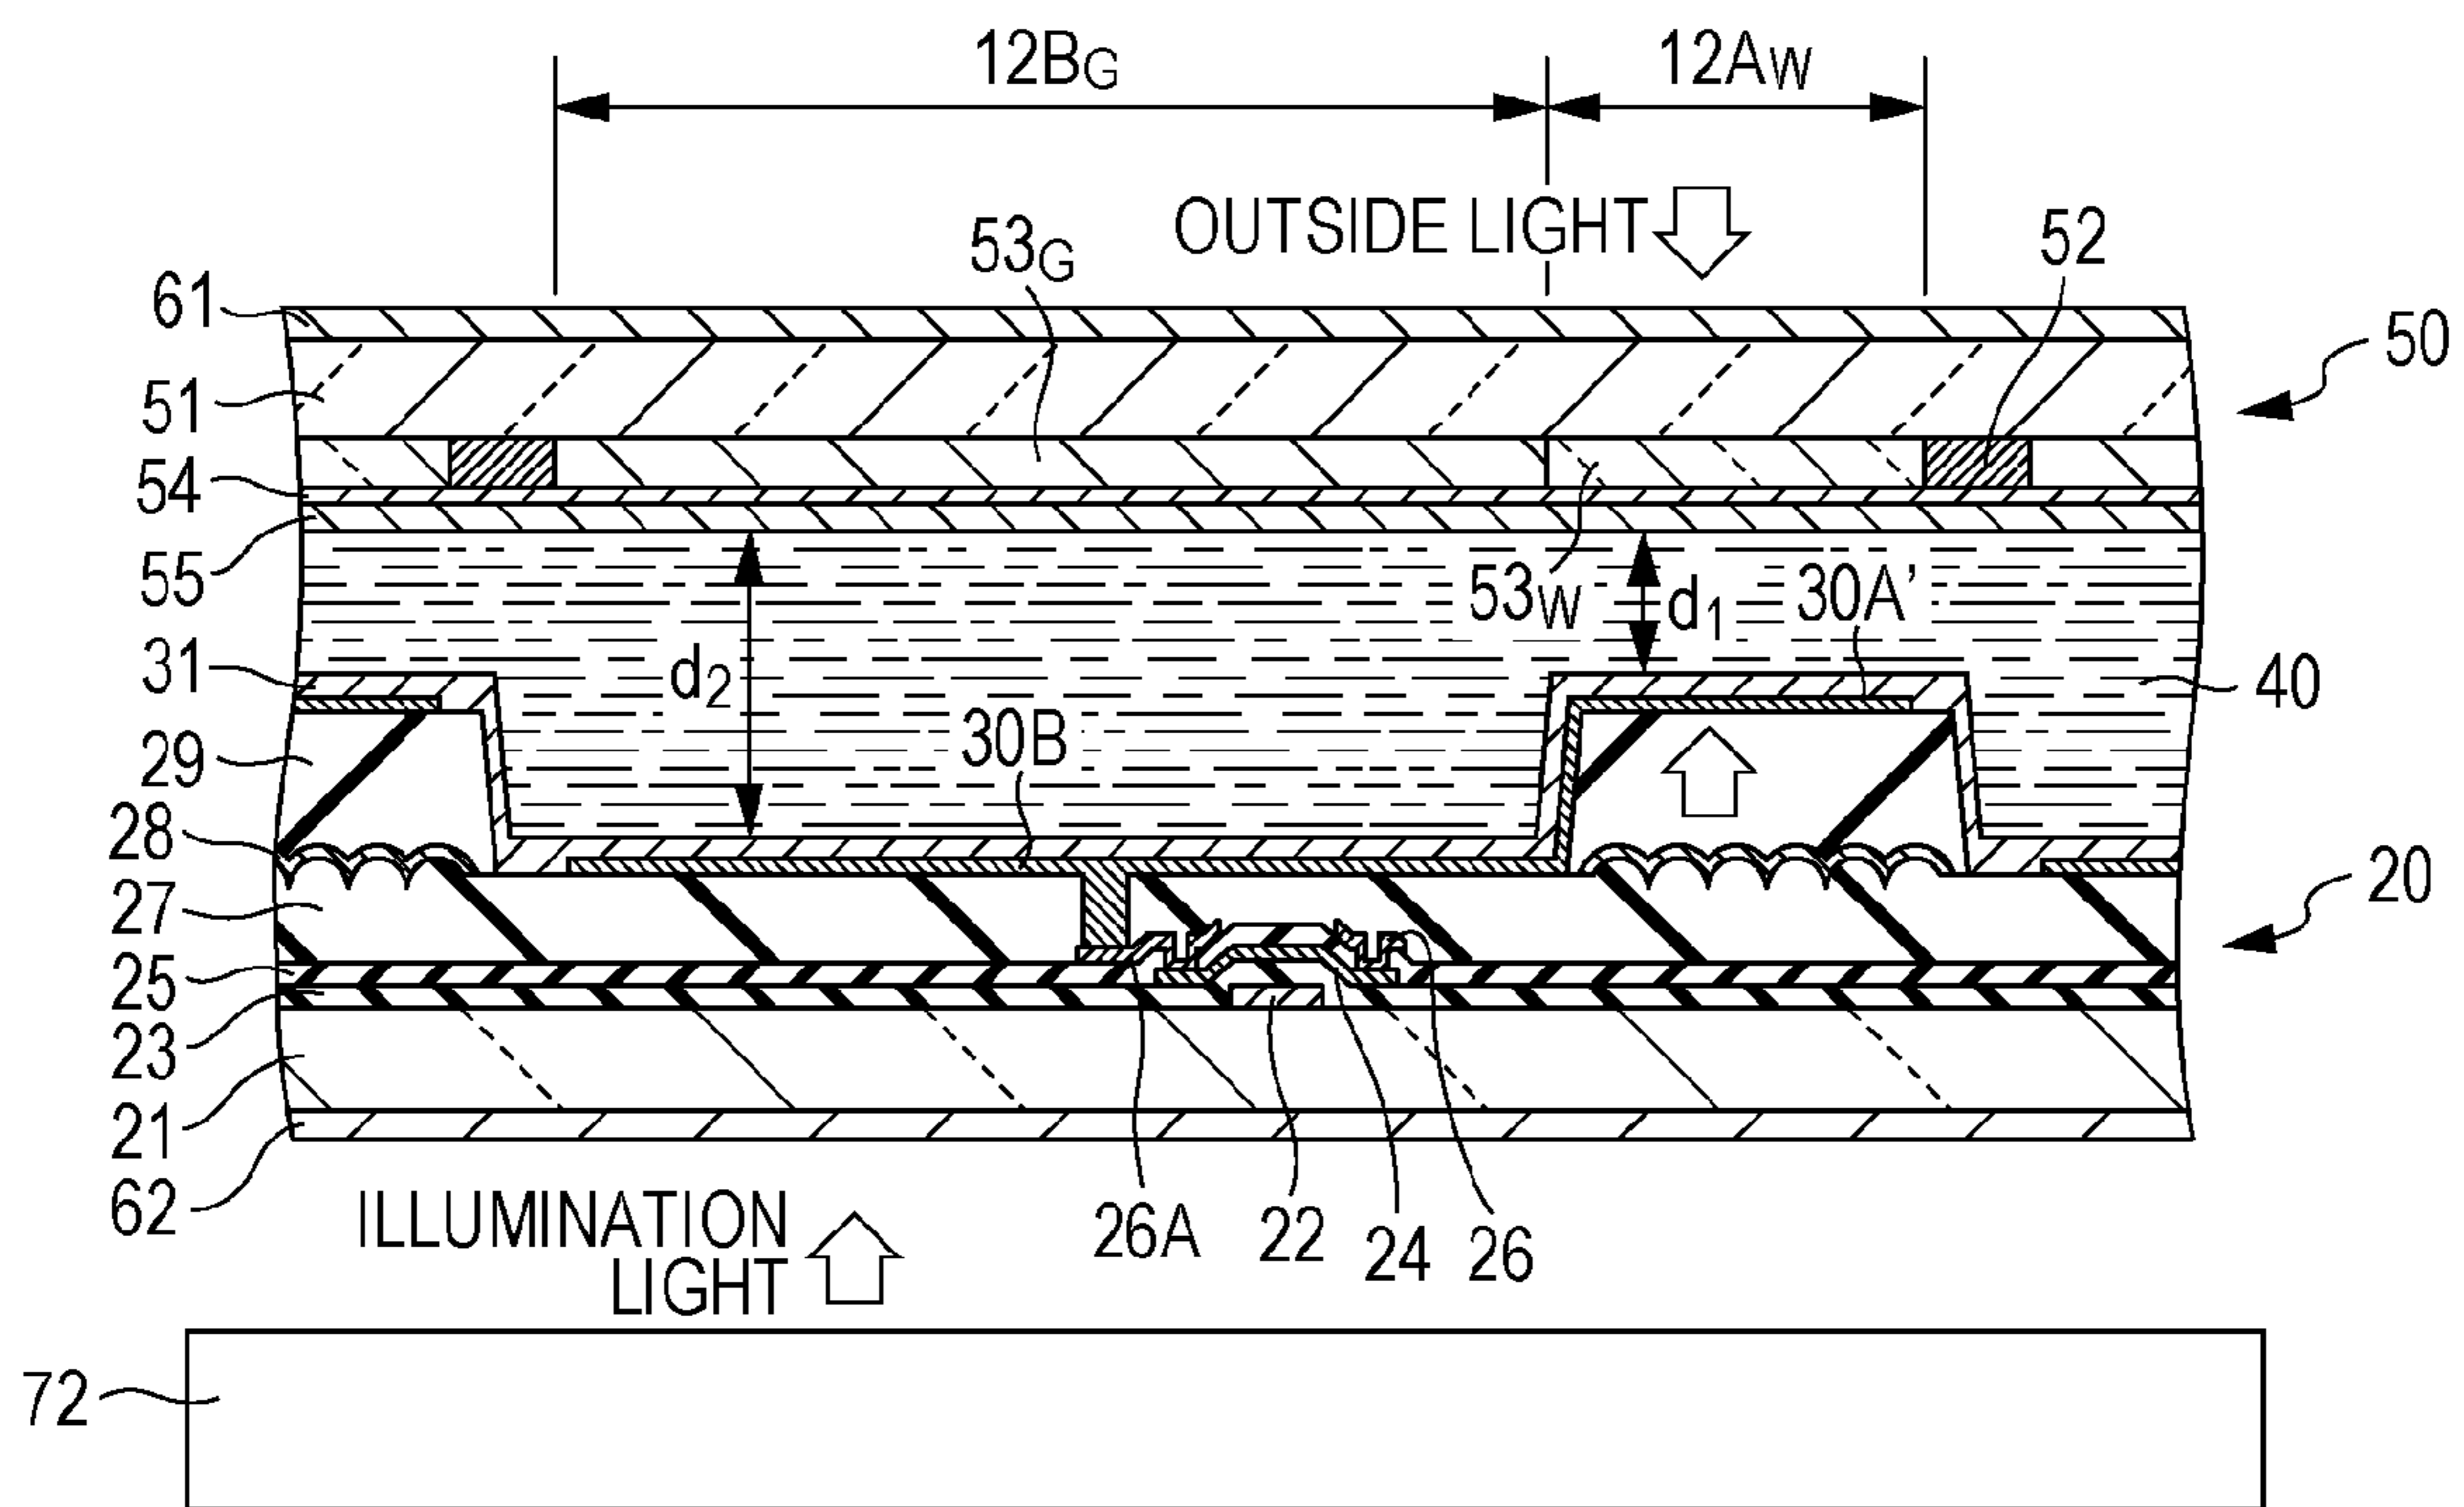 12BG 12AW
OUTSIDE LIGHT
53G 52
61
50
51
54
55
53W d1 30A'
31
d2
40
29
30B
28
20
27
25
23
21
62
26A 22 24 26
ILLUMINATION
LIGHT
72